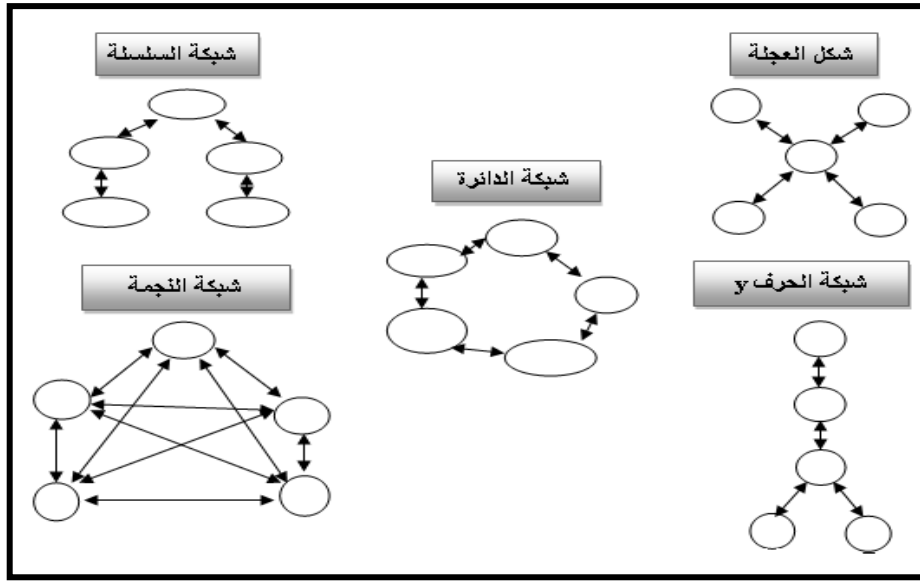 شكل العجلة
شبكة السلسلة
شبكة الدائرة
شبكة الحرف y
شبكة النجمة